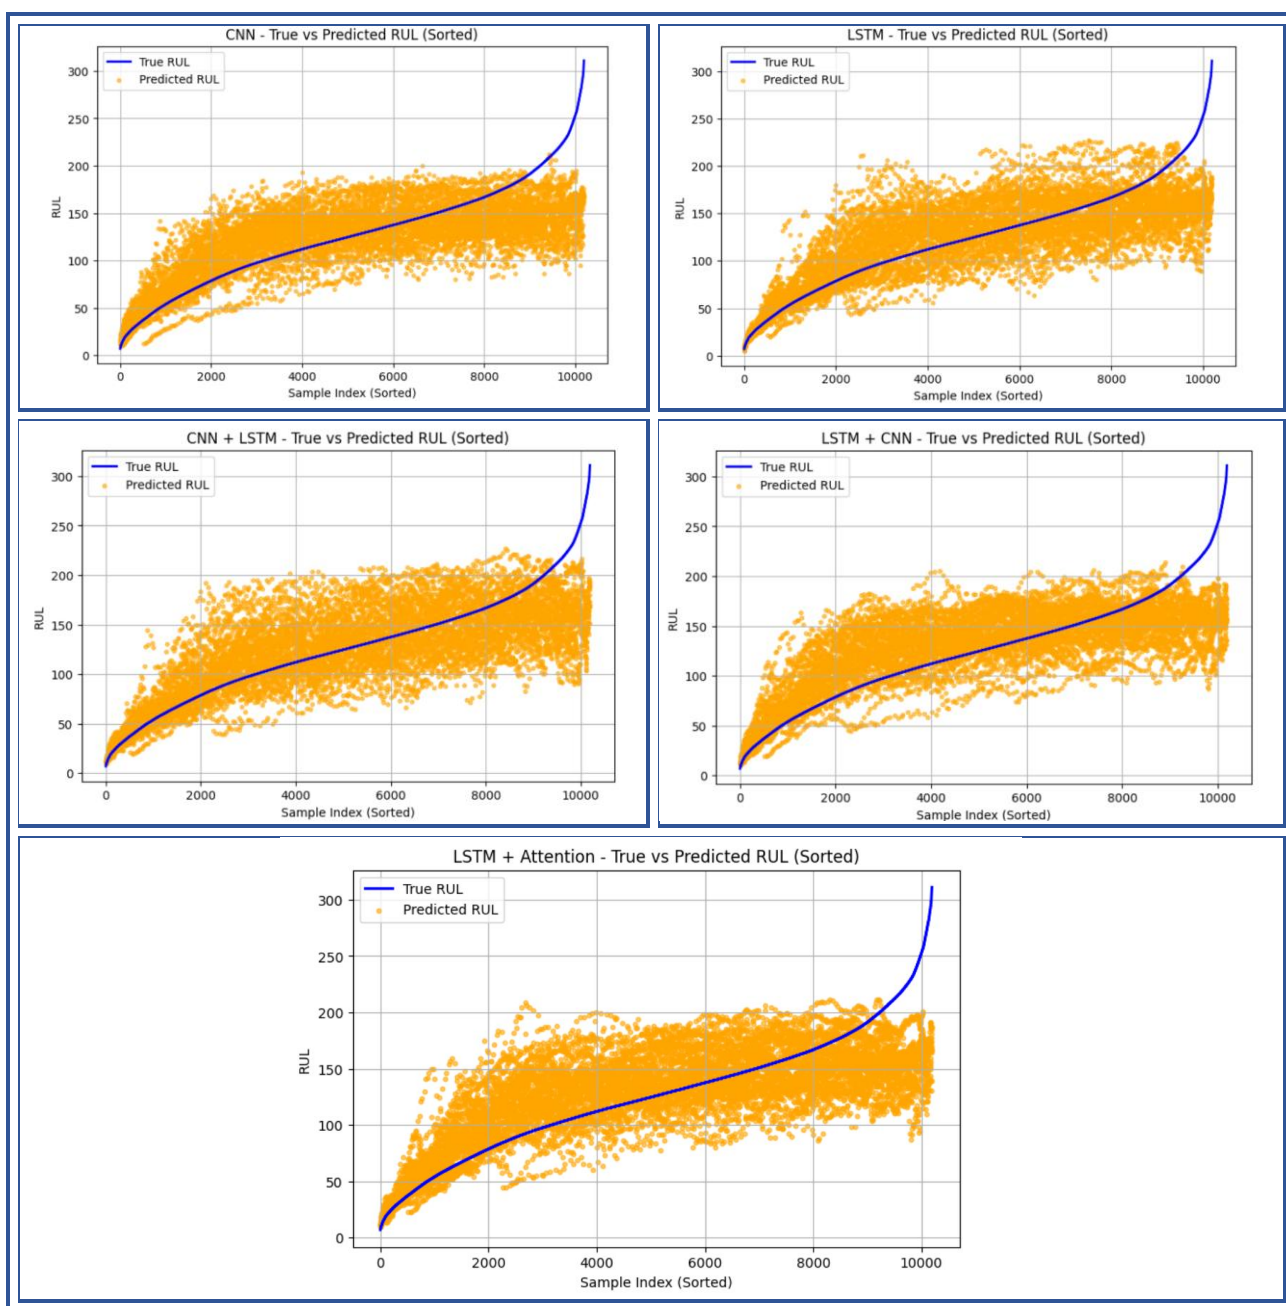 CNN - True vs Predicted RUL (Sorted)
True RUL
Predicted RUL
300
250
200
150
100
50
0
RUL
0 2000 4000 6000 8000 10000
Sample Index (Sorted)
LSTM - True vs Predicted RUL (Sorted)
True RUL
Predicted RUL
300
250
200
150
100
50
0
RUL
0 2000 4000 6000 8000 10000
Sample Index (Sorted)
CNN + LSTM - True vs Predicted RUL (Sorted)
True RUL
Predicted RUL
300
250
200
150
100
50
0
RUL
0 2000 4000 6000 8000 10000
Sample Index (Sorted)
LSTM + CNN - True vs Predicted RUL (Sorted)
True RUL
Predicted RUL
300
250
200
150
100
50
0
RUL
0 2000 4000 6000 8000 10000
Sample Index (Sorted)
LSTM + Attention - True vs Predicted RUL (Sorted)
True RUL
Predicted RUL
300
250
200
150
100
50
0
RUL
0 2000 4000 6000 8000 10000
Sample Index (Sorted)